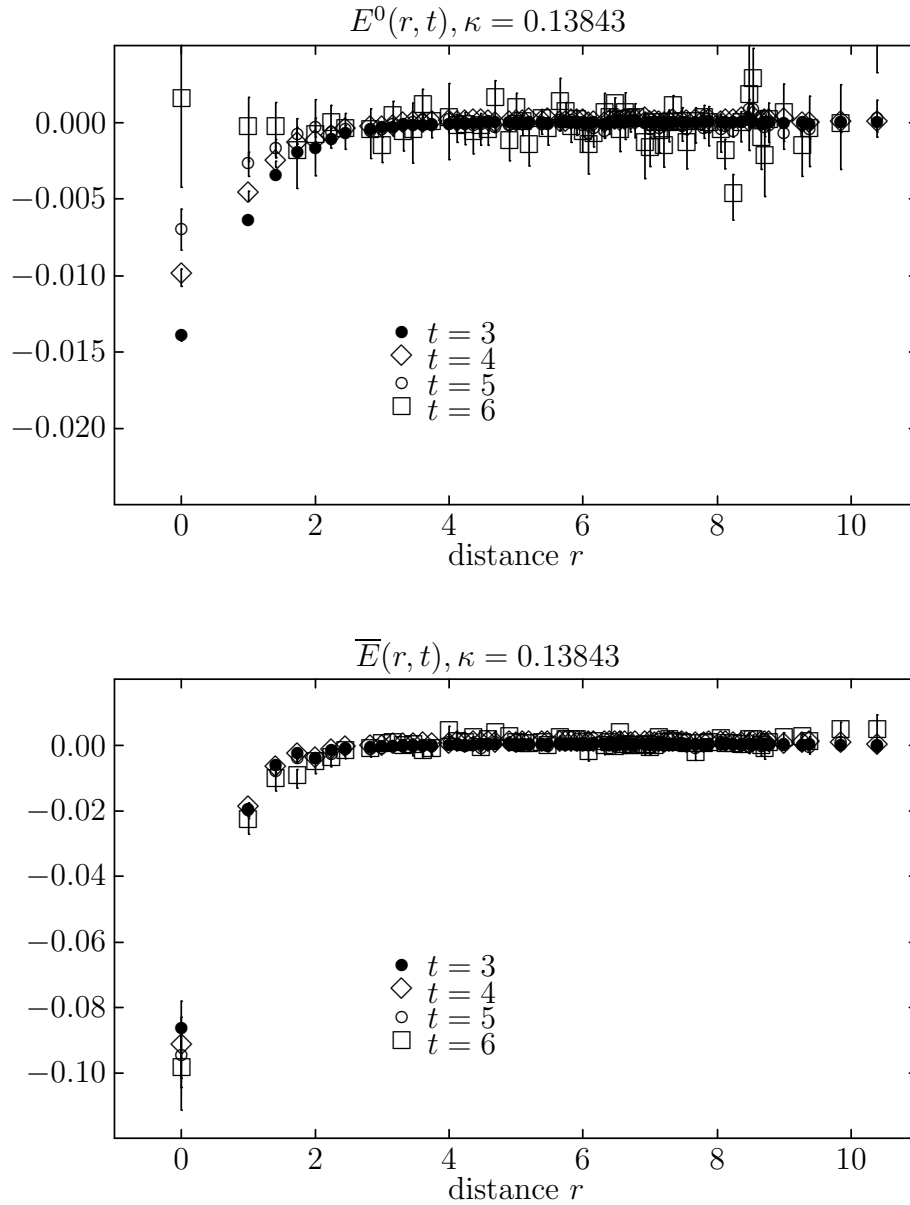 E⁰(r, t), κ = 0.13843
0.000
−0.005
−0.010
−0.015
−0.020
t = 3
t = 4
t = 5
t = 6
0 2 4 6 8 10
distance r
E̅(r, t), κ = 0.13843
0.00
−0.02
−0.04
−0.06
−0.08
−0.10
t = 3
t = 4
t = 5
t = 6
0 2 4 6 8 10
distance r